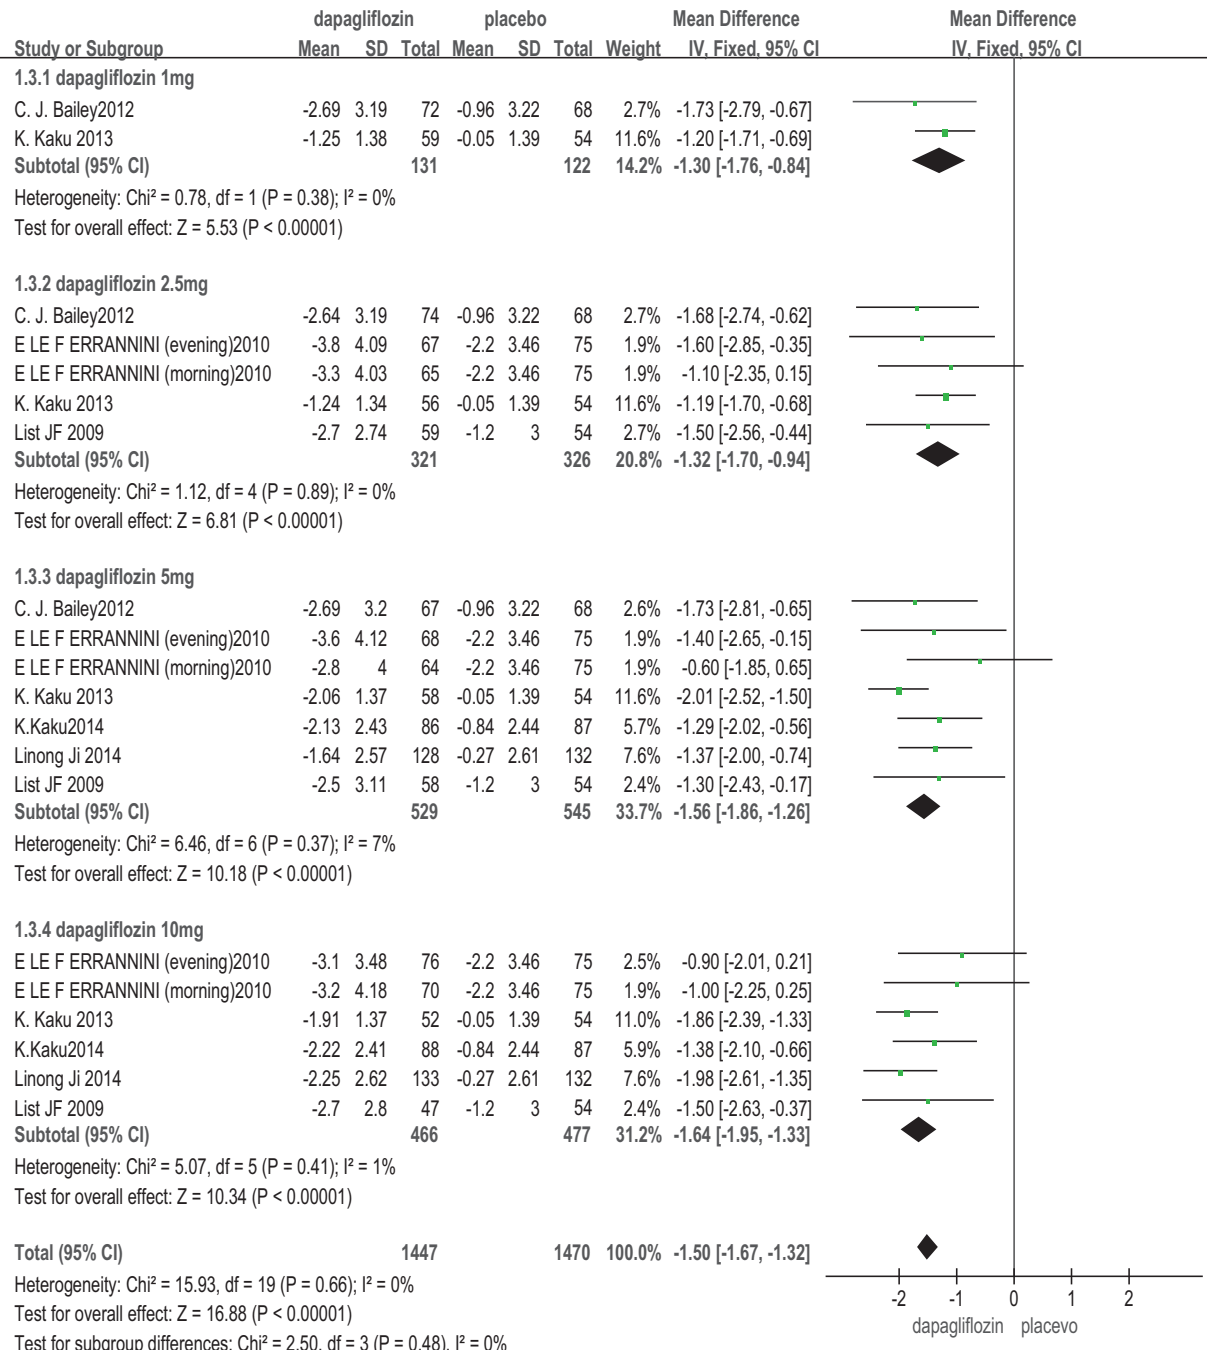 dapagliflozin placebo Mean Difference Mean Difference
Study or Subgroup Mean SD Total Mean SD Total Weight IV, Fixed, 95% CI IV, Fixed, 95% CI
1.3.1 dapagliflozin 1mg
C. J. Bailey2012 -2.69 3.19 72 -0.96 3.22 68 2.7% -1.73 [-2.79, -0.67]
K. Kaku 2013 -1.25 1.38 59 -0.05 1.39 54 11.6% -1.20 [-1.71, -0.69]
Subtotal (95% CI) 131 122 14.2% -1.30 [-1.76, -0.84]
Heterogeneity: Chi² = 0.78, df = 1 (P = 0.38); I² = 0%
Test for overall effect: Z = 5.53 (P < 0.00001)
1.3.2 dapagliflozin 2.5mg
C. J. Bailey2012 -2.64 3.19 74 -0.96 3.22 68 2.7% -1.68 [-2.74, -0.62]
E LE F ERRANNINI (evening)2010 -3.8 4.09 67 -2.2 3.46 75 1.9% -1.60 [-2.85, -0.35]
E LE F ERRANNINI (morning)2010 -3.3 4.03 65 -2.2 3.46 75 1.9% -1.10 [-2.35, 0.15]
K. Kaku 2013 -1.24 1.34 56 -0.05 1.39 54 11.6% -1.19 [-1.70, -0.68]
List JF 2009 -2.7 2.74 59 -1.2 3 54 2.7% -1.50 [-2.56, -0.44]
Subtotal (95% CI) 321 326 20.8% -1.32 [-1.70, -0.94]
Heterogeneity: Chi² = 1.12, df = 4 (P = 0.89); I² = 0%
Test for overall effect: Z = 6.81 (P < 0.00001)
1.3.3 dapagliflozin 5mg
C. J. Bailey2012 -2.69 3.2 67 -0.96 3.22 68 2.6% -1.73 [-2.81, -0.65]
E LE F ERRANNINI (evening)2010 -3.6 4.12 68 -2.2 3.46 75 1.9% -1.40 [-2.65, -0.15]
E LE F ERRANNINI (morning)2010 -2.8 4 64 -2.2 3.46 75 1.9% -0.60 [-1.85, 0.65]
K. Kaku 2013 -2.06 1.37 58 -0.05 1.39 54 11.6% -2.01 [-2.52, -1.50]
K.Kaku2014 -2.13 2.43 86 -0.84 2.44 87 5.7% -1.29 [-2.02, -0.56]
Linong Ji 2014 -1.64 2.57 128 -0.27 2.61 132 7.6% -1.37 [-2.00, -0.74]
List JF 2009 -2.5 3.11 58 -1.2 3 54 2.4% -1.30 [-2.43, -0.17]
Subtotal (95% CI) 529 545 33.7% -1.56 [-1.86, -1.26]
Heterogeneity: Chi² = 6.46, df = 6 (P = 0.37); I² = 7%
Test for overall effect: Z = 10.18 (P < 0.00001)
1.3.4 dapagliflozin 10mg
E LE F ERRANNINI (evening)2010 -3.1 3.48 76 -2.2 3.46 75 2.5% -0.90 [-2.01, 0.21]
E LE F ERRANNINI (morning)2010 -3.2 4.18 70 -2.2 3.46 75 1.9% -1.00 [-2.25, 0.25]
K. Kaku 2013 -1.91 1.37 52 -0.05 1.39 54 11.0% -1.86 [-2.39, -1.33]
K.Kaku2014 -2.22 2.41 88 -0.84 2.44 87 5.9% -1.38 [-2.10, -0.66]
Linong Ji 2014 -2.25 2.62 133 -0.27 2.61 132 7.6% -1.98 [-2.61, -1.35]
List JF 2009 -2.7 2.8 47 -1.2 3 54 2.4% -1.50 [-2.63, -0.37]
Subtotal (95% CI) 466 477 31.2% -1.64 [-1.95, -1.33]
Heterogeneity: Chi² = 5.07, df = 5 (P = 0.41); I² = 1%
Test for overall effect: Z = 10.34 (P < 0.00001)
Total (95% CI) 1447 1470 100.0% -1.50 [-1.67, -1.32]
Heterogeneity: Chi² = 15.93, df = 19 (P = 0.66); I² = 0%
Test for overall effect: Z = 16.88 (P < 0.00001)
Test for subgroup differences: Chi² = 2.50, df = 3 (P = 0.48), I² = 0%
-2 -1 0 1 2
dapagliflozin placevo